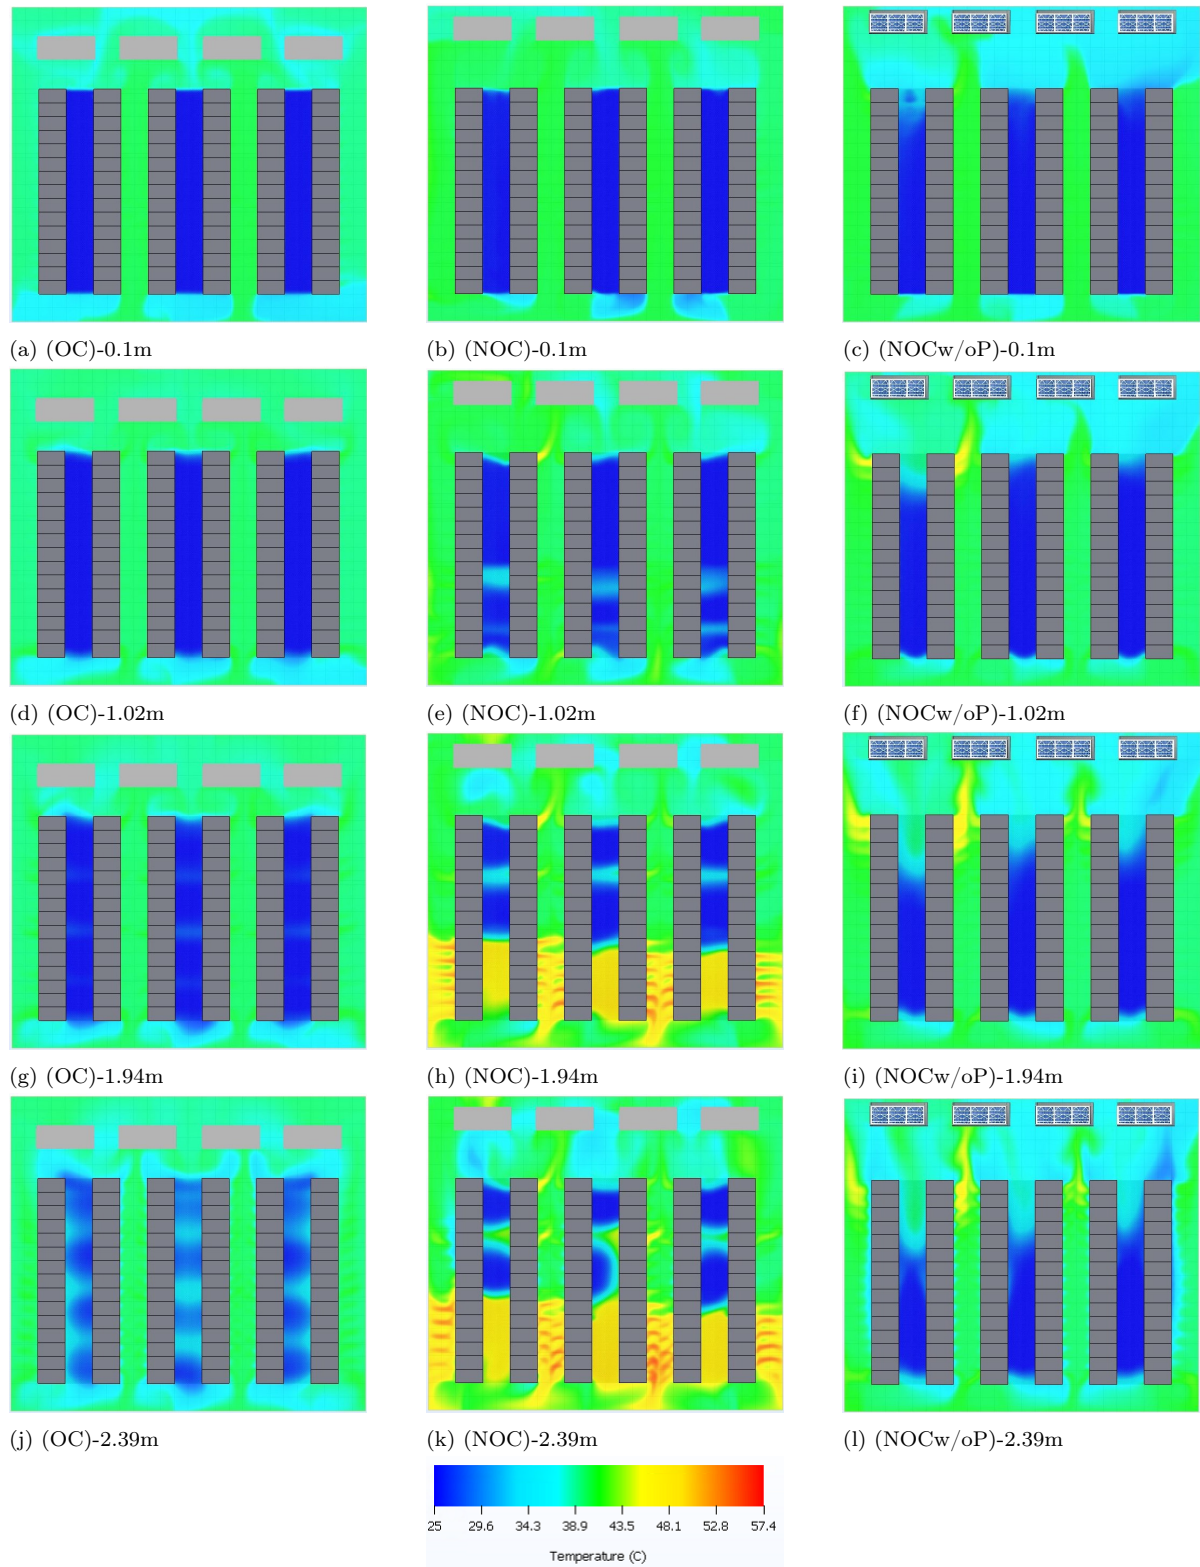 (a) (OC)-0.1m
(b) (NOC)-0.1m
(c) (NOCw/oP)-0.1m
(d) (OC)-1.02m
(e) (NOC)-1.02m
(f) (NOCw/oP)-1.02m
(g) (OC)-1.94m
(h) (NOC)-1.94m
(i) (NOCw/oP)-1.94m
(j) (OC)-2.39m
(k) (NOC)-2.39m
(l) (NOCw/oP)-2.39m
25 29.6 34.3 38.9 43.5 48.1 52.8 57.4
Temperature (C)